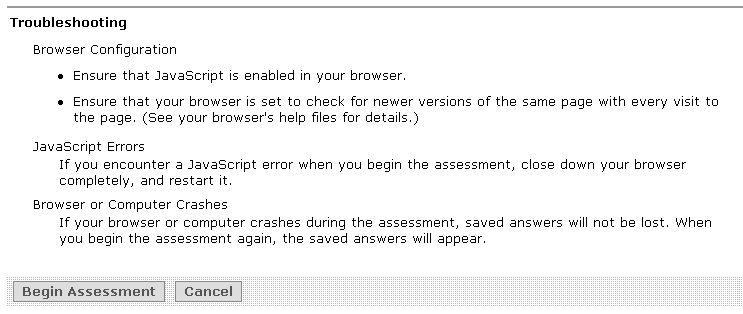 Troubleshooting
Browser Configuration
• Ensure that JavaScript is enabled in your browser.
• Ensure that your browser is set to check for newer versions of the same page with every visit to
the page. (See your browser's help files for details.)
JavaScript Errors
If you encounter a JavaScript error when you begin the assessment, close down your browser
completely, and restart it.
Browser or Computer Crashes
If your browser or computer crashes during the assessment, saved answers will not be lost. When
you begin the assessment again, the saved answers will appear.
Begin Assessment Cancel